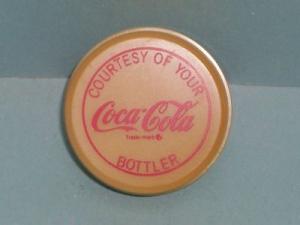 COURTESY OF YOUR
Coca-Cola
Trade-mark ®
BOTTLER